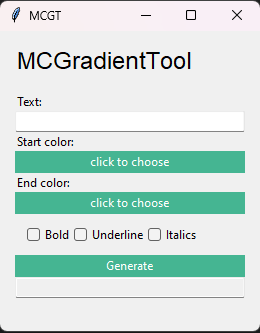 MCGT
MCGradientTool
Text:
Start color:
click to choose
End color:
click to choose
Bold Underline Italics
Generate